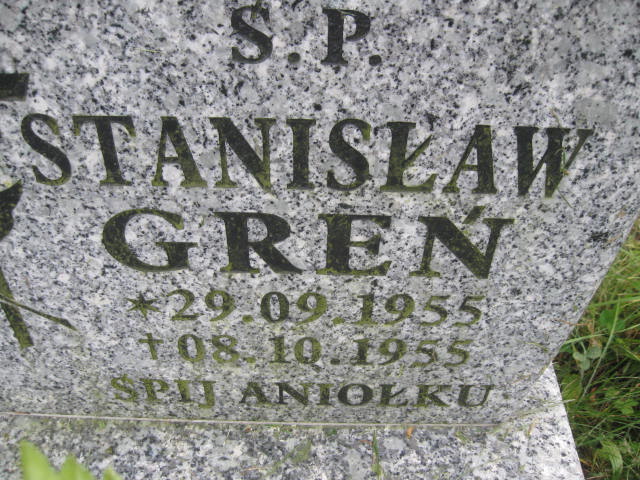 Ś.P.
STANISŁAW
GREŃ
* 29.09.1955
† 08.10.1955
ŚPIJ ANIOŁKU